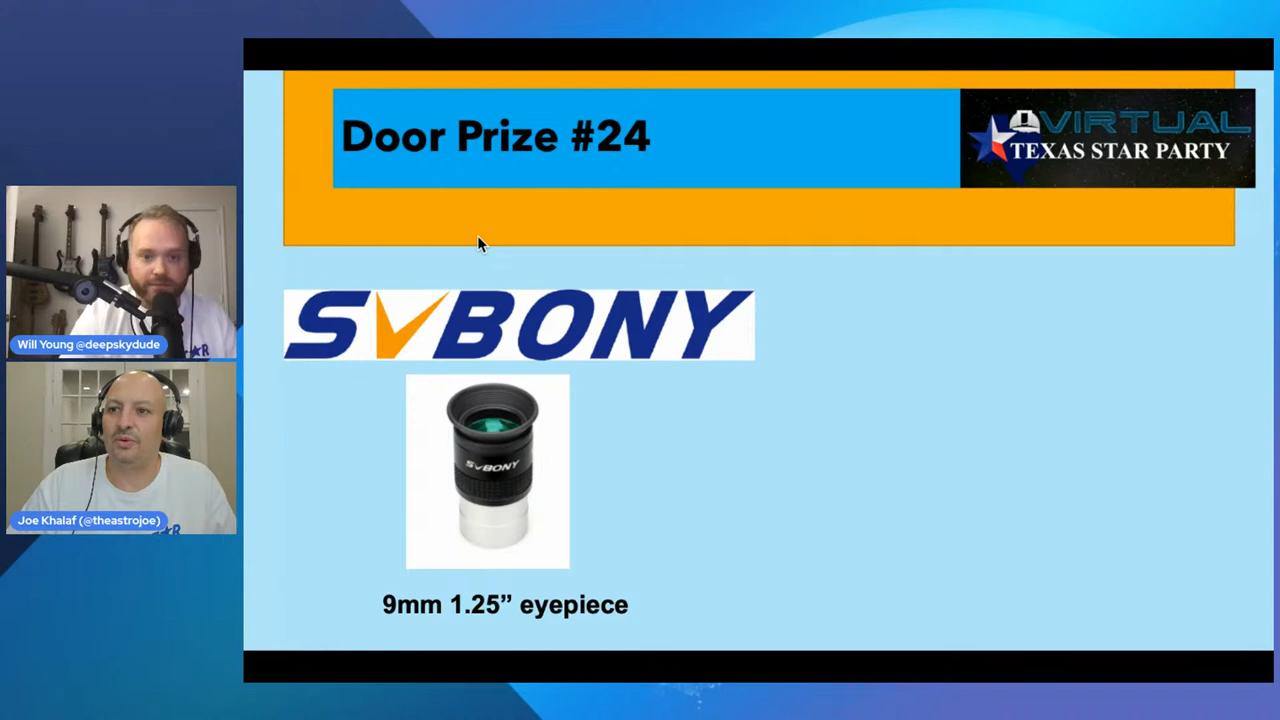 Door Prize #24
VIRTUAL
TEXAS STAR PARTY
SVBONY
SVBONY
9mm 1.25” eyepiece
Will Young @deepskydude
Joe Khalaf (@theastrojoe)